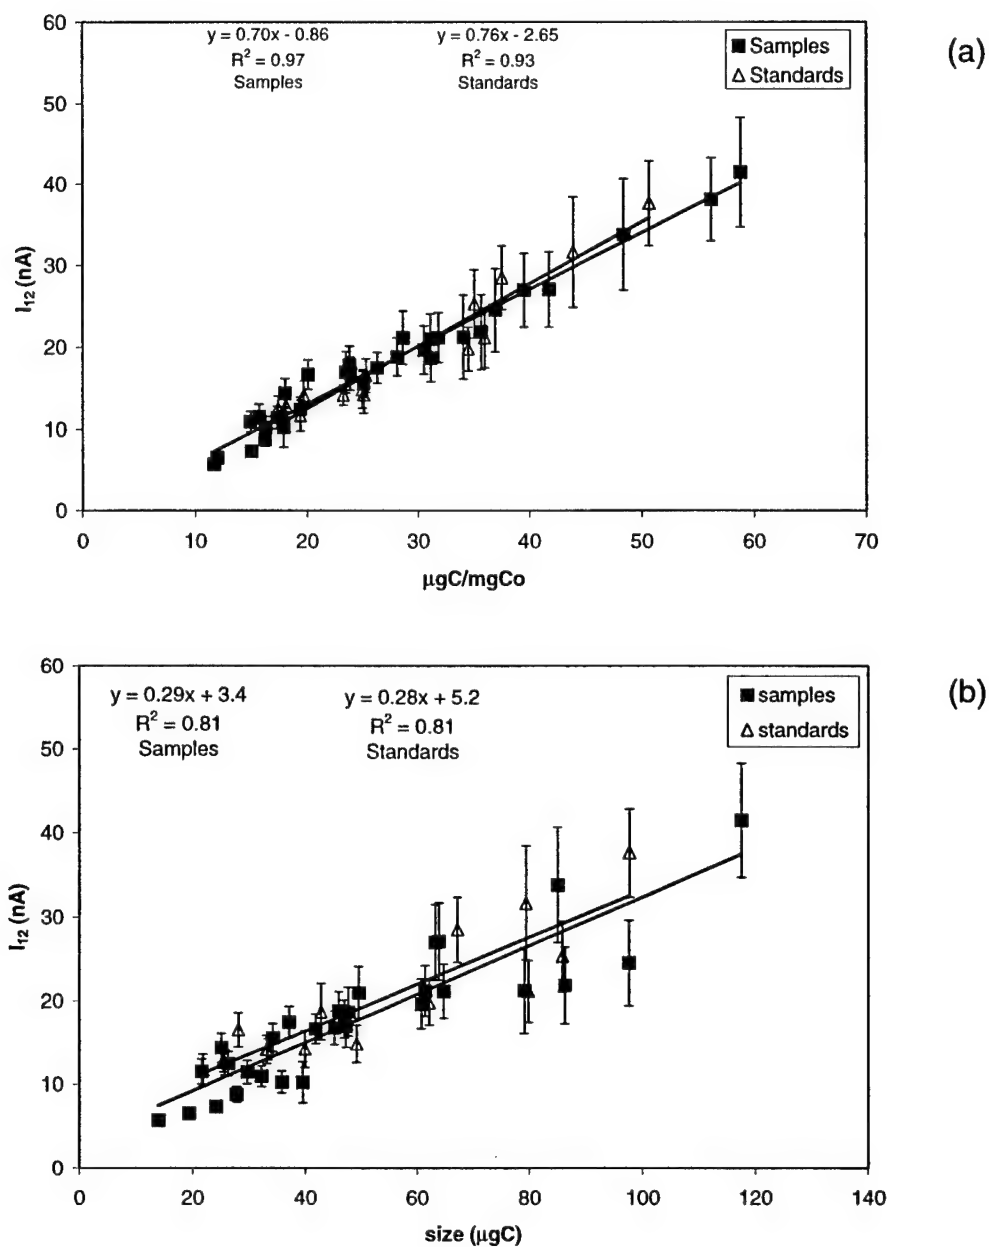 (a)
y = 0.70x - 0.86
R² = 0.97
Samples
y = 0.76x - 2.65
R² = 0.93
Standards
Samples
Standards
60
50
40
30
20
10
0
I₁₂ (nA)
0 10 20 30 40 50 60 70
µgC/mgCo
(b)
y = 0.29x + 3.4
R² = 0.81
Samples
y = 0.28x + 5.2
R² = 0.81
Standards
samples
standards
60
50
40
30
20
10
0
I₁₂ (nA)
0 20 40 60 80 100 120 140
size (µgC)